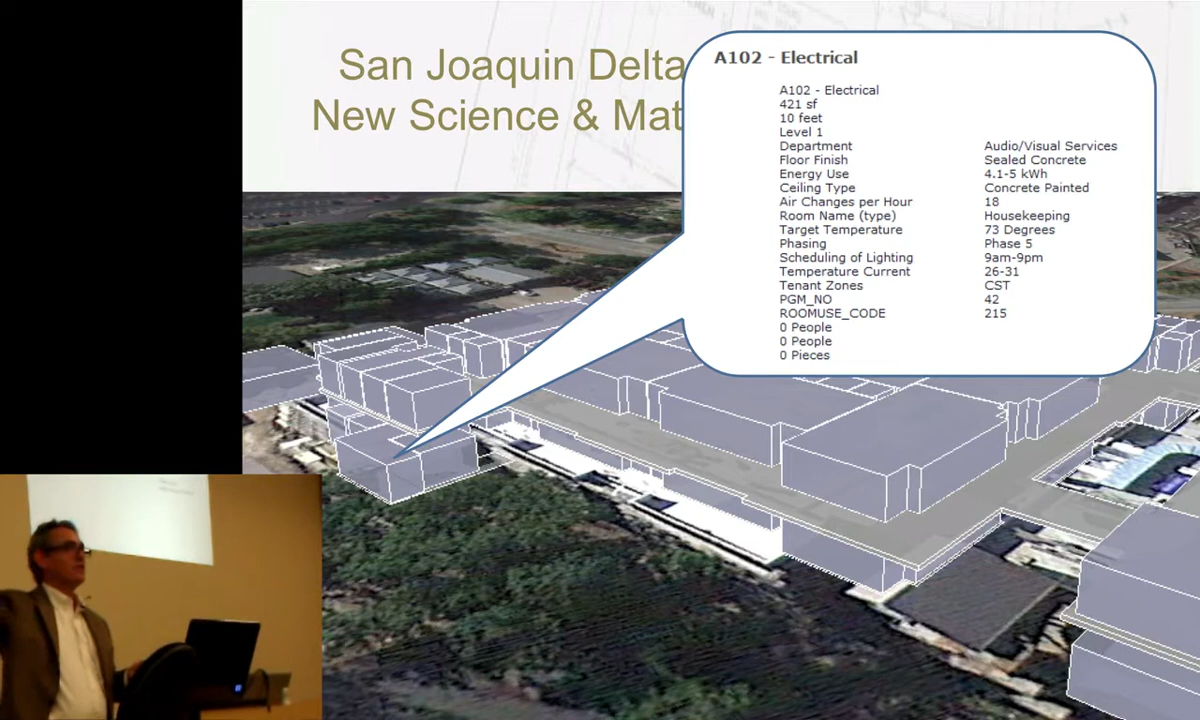 San Joaquin Delta
New Science & Mat
A102 - Electrical
A102 - Electrical
421 sf
10 feet
Level 1
Department Audio/Visual Services
Floor Finish Sealed Concrete
Energy Use 4.1-5 kWh
Ceiling Type Concrete Painted
Air Changes per Hour 18
Room Name (type) Housekeeping
Target Temperature 73 Degrees
Phasing Phase 5
Scheduling of Lighting 9am-9pm
Temperature Current 26-31
Tenant Zones CST
PGM_NO 42
ROOMUSE_CODE 215
0 People
0 People
0 Pieces